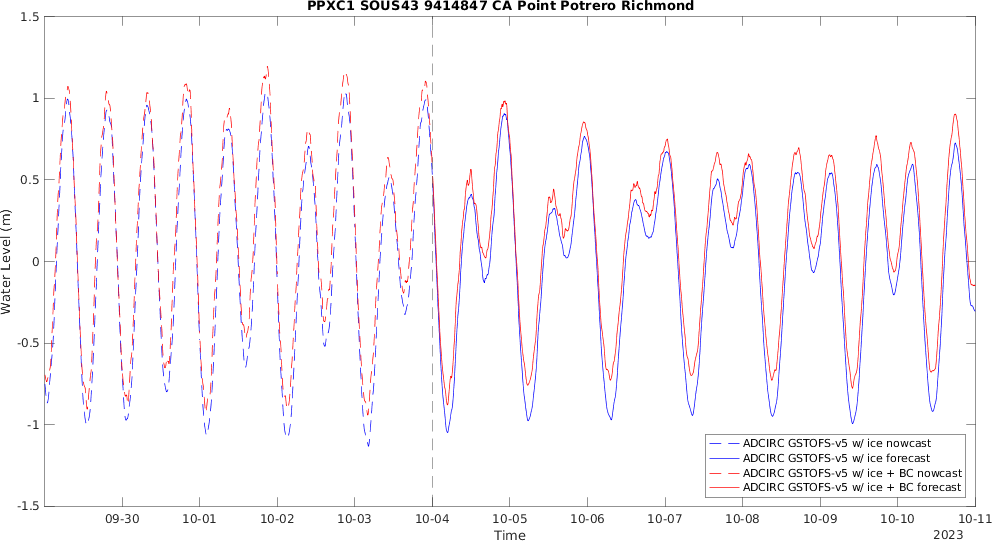 PPXC1 SOUS43 9414847 CA Point Potrero Richmond
1.5
1
0.5
0
-0.5
-1
-1.5
Water Level (m)
09-30
10-01
10-02
10-03
10-04
10-05
10-06
10-07
10-08
10-09
10-10
10-11
2023
Time
ADCIRC GSTOFS-v5 w/ ice nowcast
ADCIRC GSTOFS-v5 w/ ice forecast
ADCIRC GSTOFS-v5 w/ ice + BC nowcast
ADCIRC GSTOFS-v5 w/ ice + BC forecast